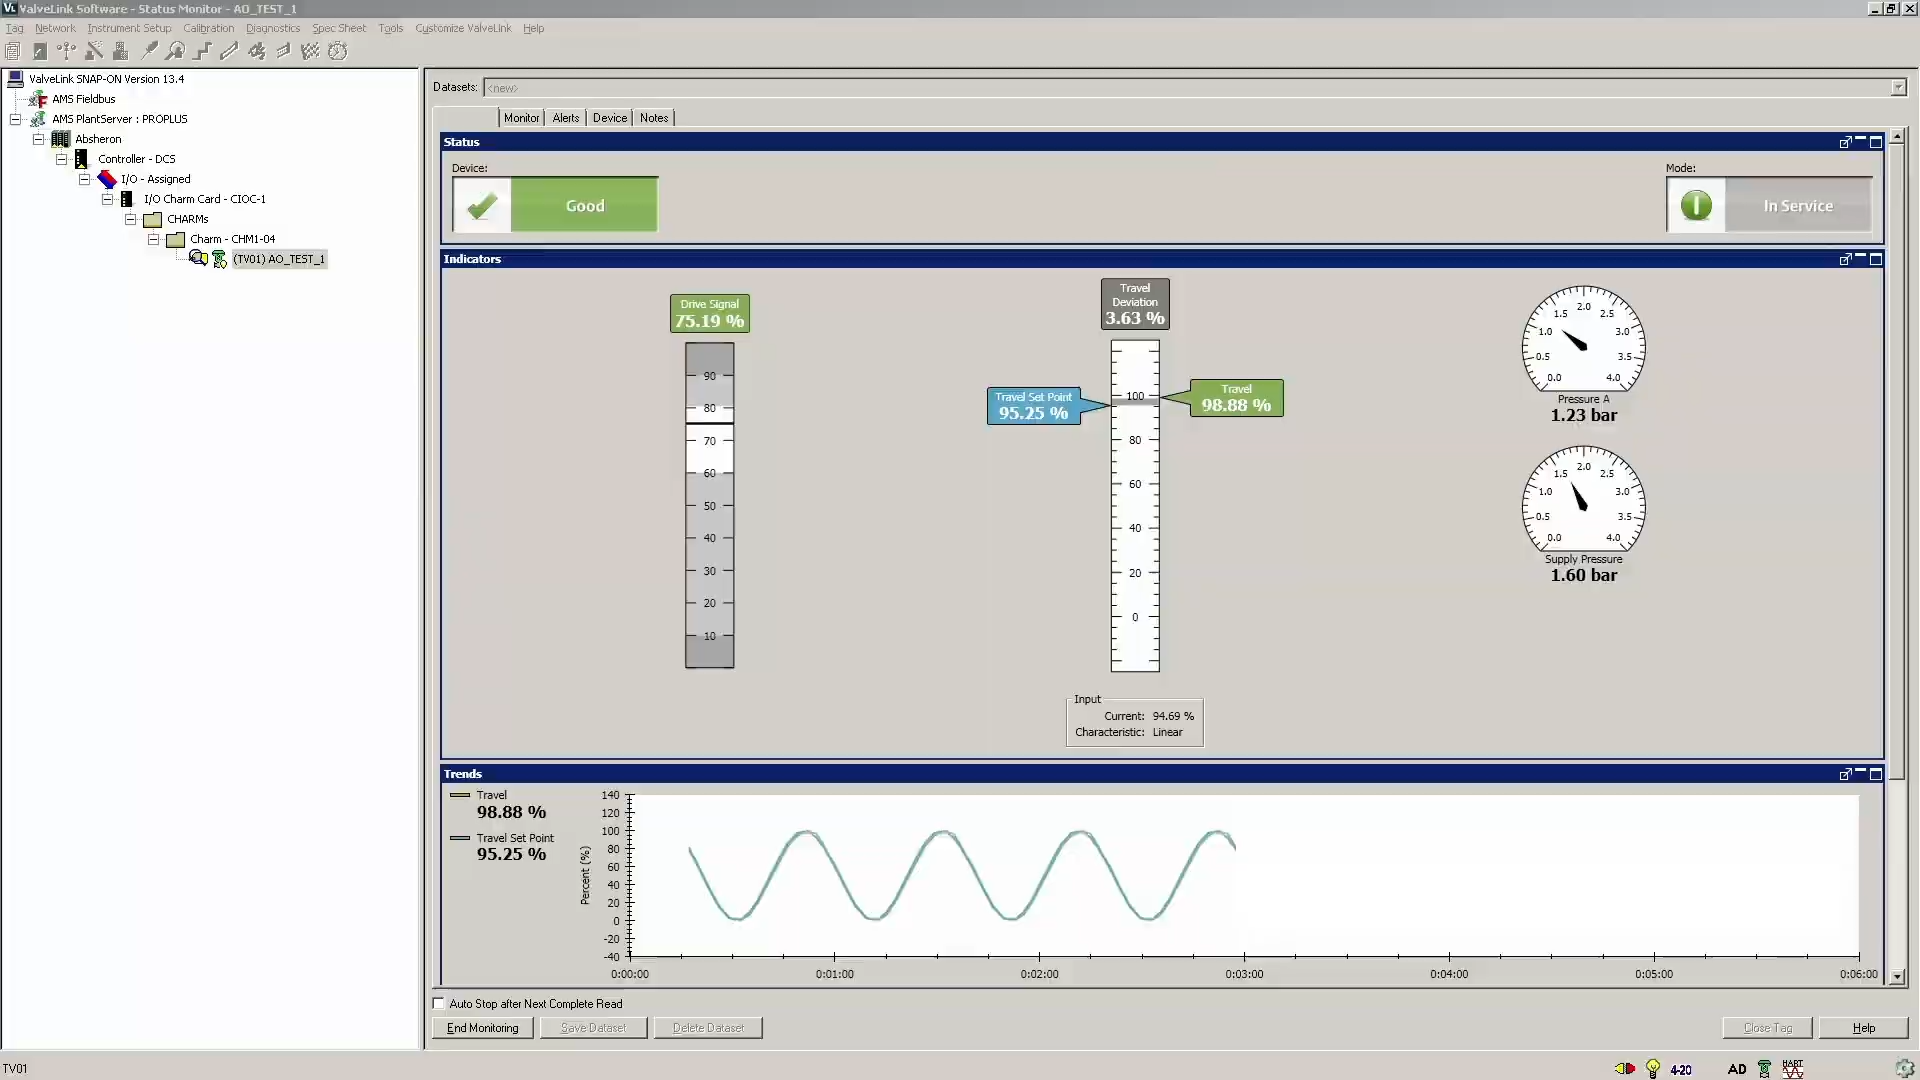 ValveLink Software - Status Monitor - AO_TEST_1
Tag Network Instrument Setup Calibration Diagnostics Spec Sheet Tools Customize ValveLink Help
ValveLink SNAP-ON Version 13.4
AMS Fieldbus
AMS PlantServer : PROPLUS
Absheron
Controller - DCS
I/O - Assigned
I/O Charm Card - CIOC-1
CHARMs
Charm - CHM1-04
(TV01) AO_TEST_1
Datasets: <new>
Monitor Alerts Device Notes
Status
Device: Mode:
Good In Service
Indicators
Drive Signal
75.19 %
90
80
70
60
50
40
30
20
10
Travel
Deviation
3.63 %
Travel Set Point
95.25 %
Travel
98.88 %
100
80
60
40
20
0
Input
Current: 94.69 %
Characteristic: Linear
0.0 0.5 1.0 1.5 2.0 2.5 3.0 3.5 4.0
Pressure A
1.23 bar
0.0 0.5 1.0 1.5 2.0 2.5 3.0 3.5 4.0
Supply Pressure
1.60 bar
Trends
Travel
98.88 %
Travel Set Point
95.25 %
Percent (%)
140
120
100
80
60
40
20
0
-20
-40
0:00:00 0:01:00 0:02:00 0:03:00 0:04:00 0:05:00 0:06:00
Auto Stop after Next Complete Read
End Monitoring Save Dataset Delete Dataset Close Tag Help
TV01 4-20 AD HART